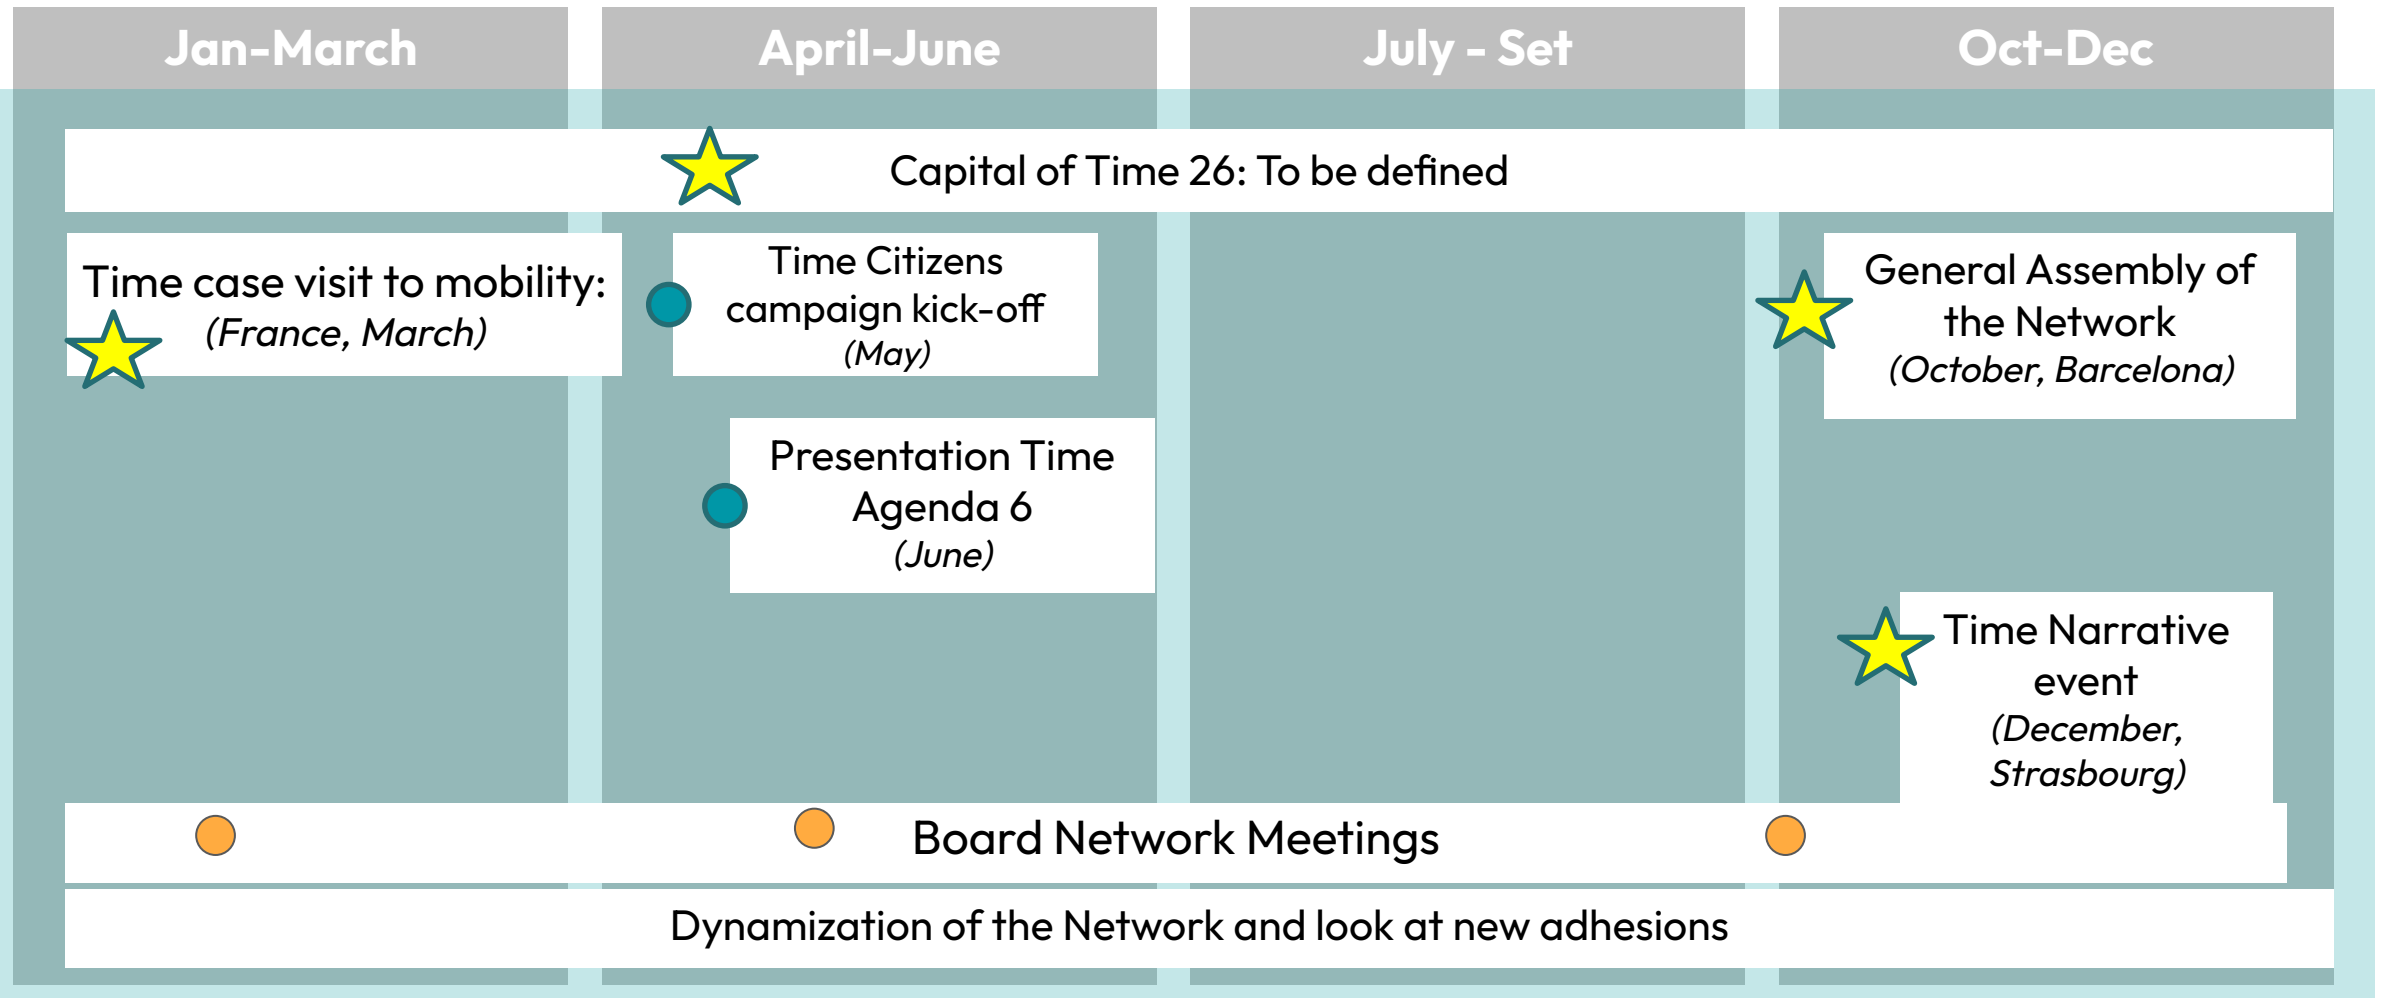 Jan-March
April-June
July - Set
Oct-Dec
Capital of Time 26: To be defined
Time case visit to mobility:
(France, March)
Time Citizens
campaign kick-off
(May)
General Assembly of
the Network
(October, Barcelona)
Presentation Time
Agenda 6
(June)
Time Narrative
event
(December,
Strasbourg)
Board Network Meetings
Dynamization of the Network and look at new adhesions